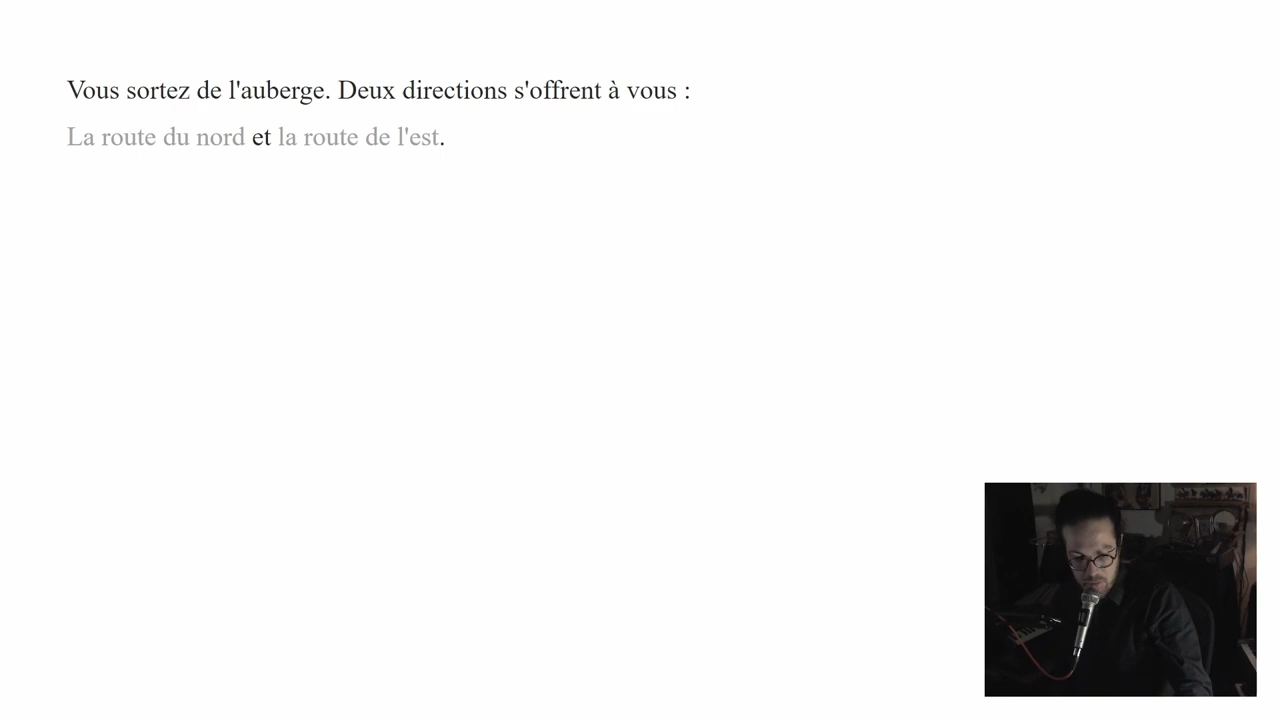 Vous sortez de l'auberge. Deux directions s'offrent à vous :
La route du nord et la route de l'est.